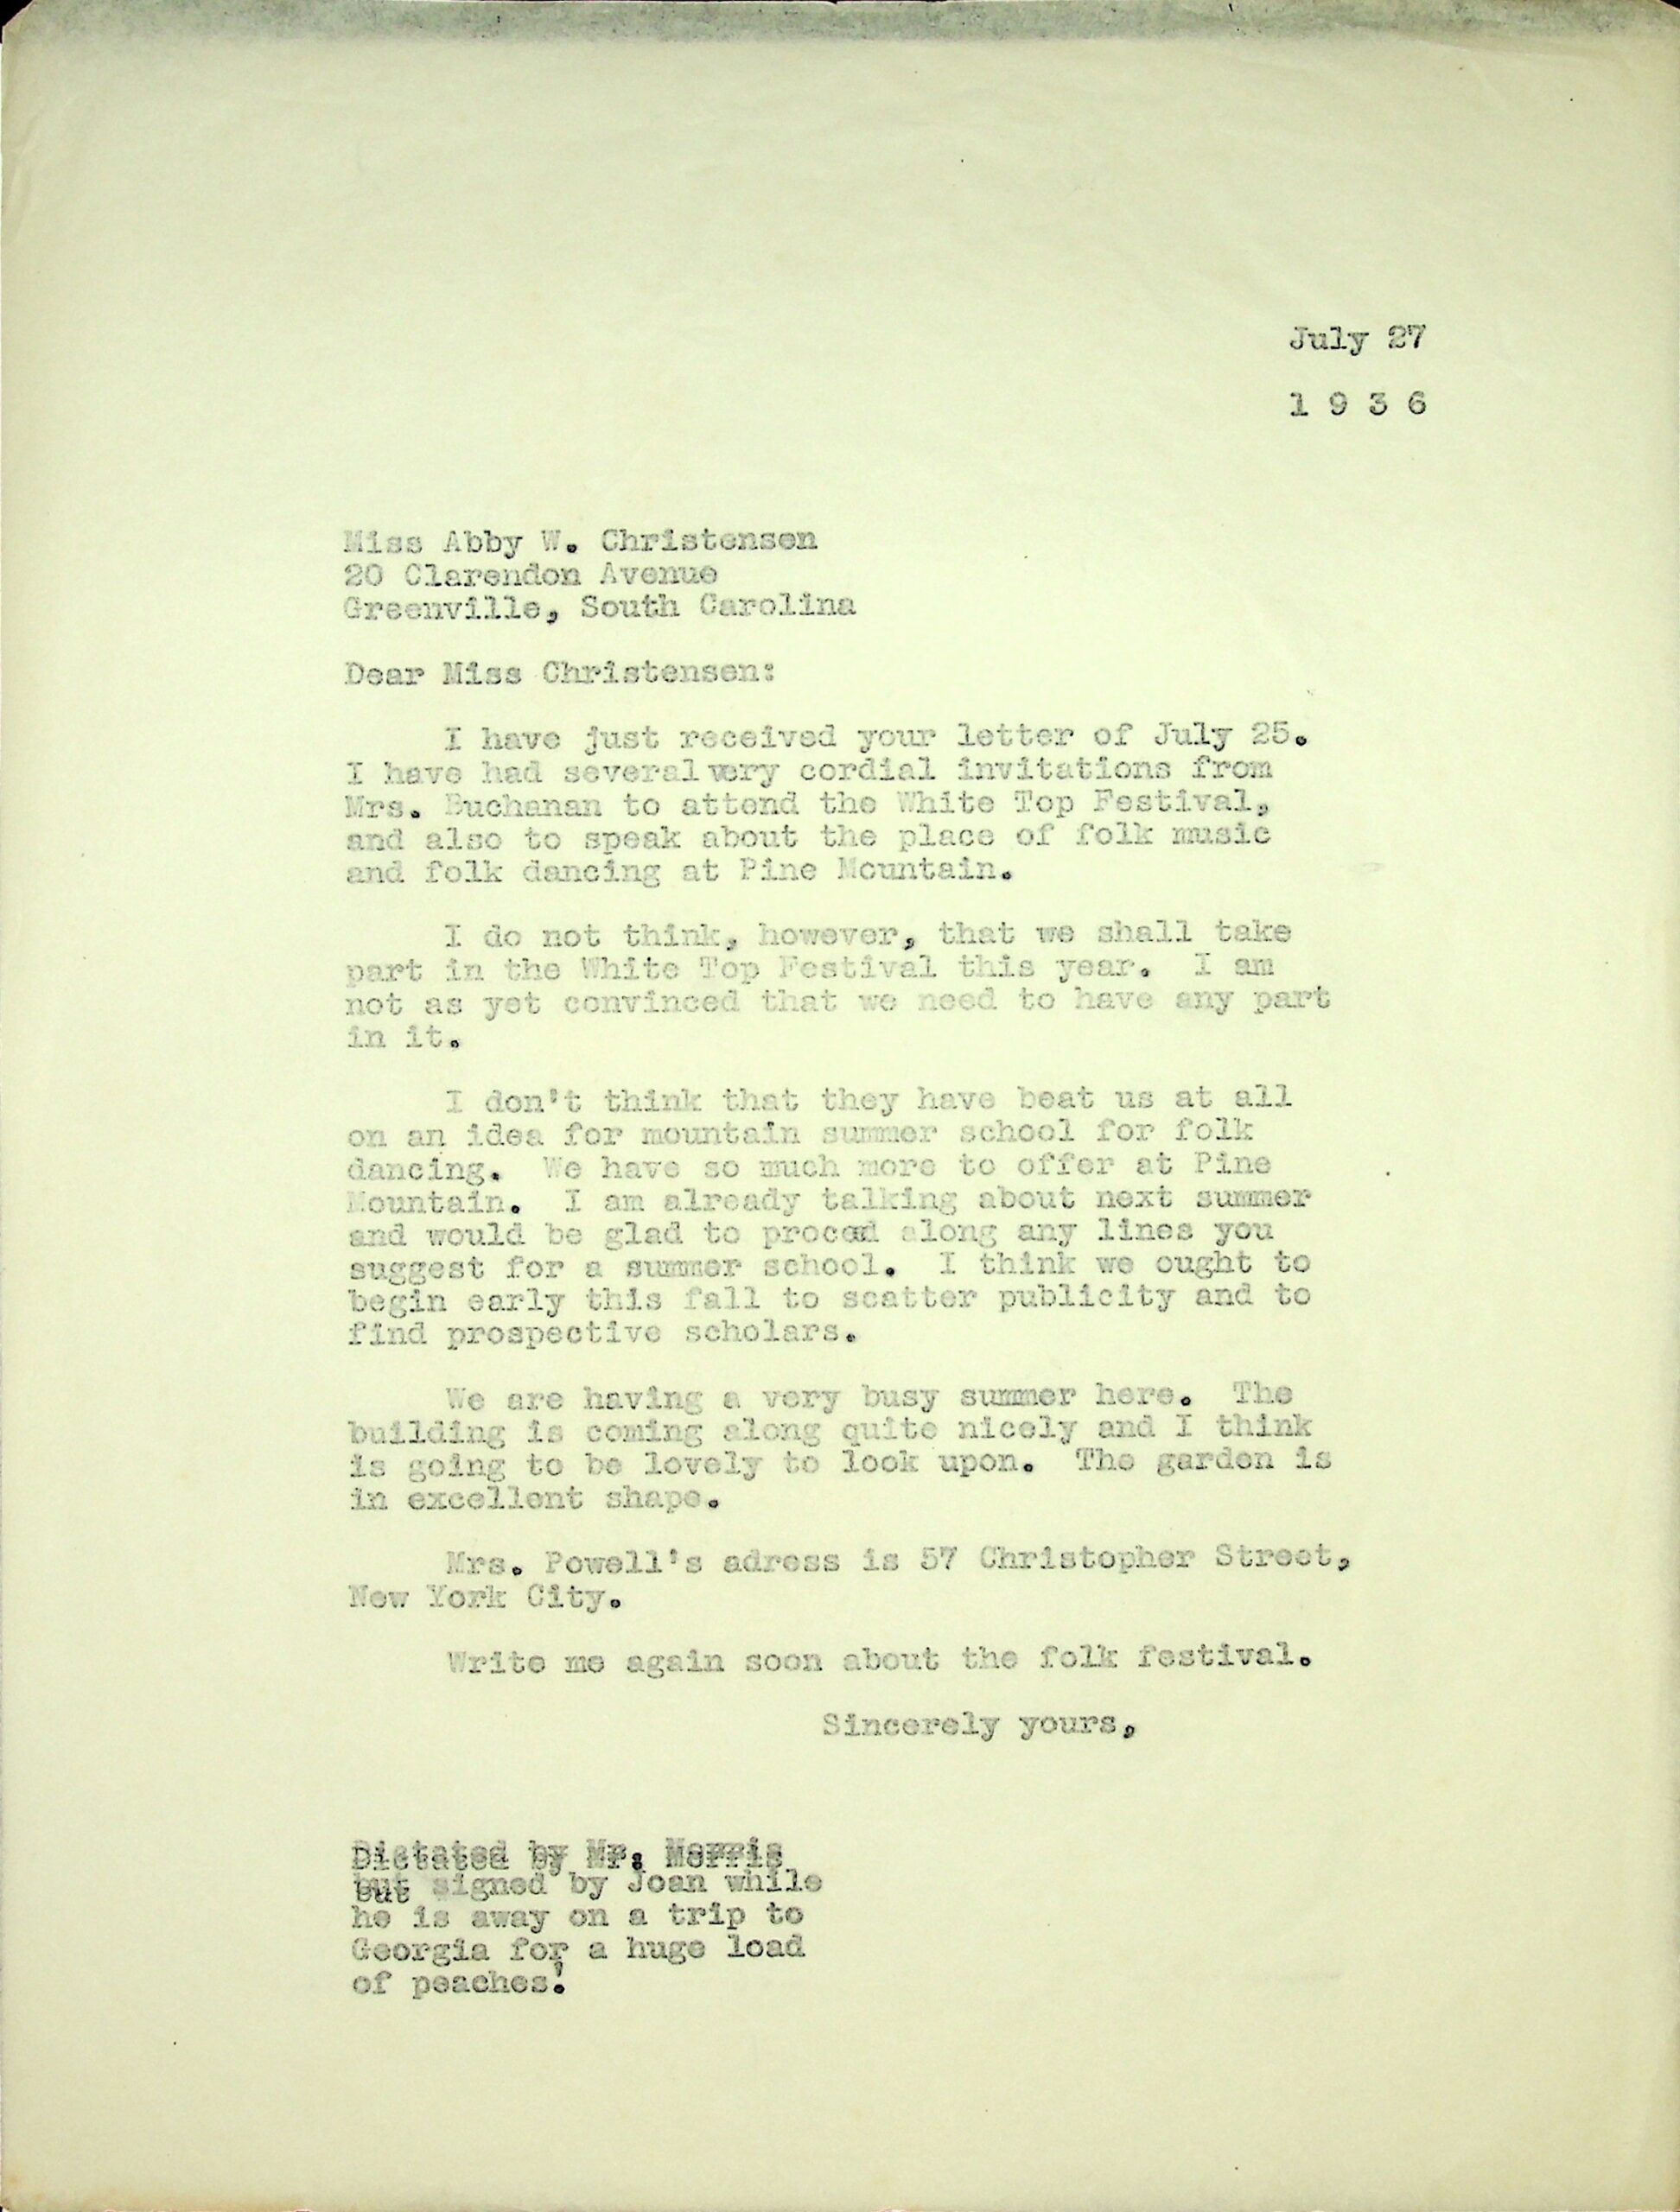 July 27
1 9 3 6
Miss Abby W. Christensen
20 Clarendon Avenue
Greenville, South Carolina
Dear Miss Christensen:
I have just received your letter of July 25.
I have had several very cordial invitations from
Mrs. Buchanan to attend the White Top Festival,
and also to speak about the place of folk music
and folk dancing at Pine Mountain.
I do not think, however, that we shall take
part in the White Top Festival this year. I am
not as yet convinced that we need to have any part
in it.
I don't think that they have beat us at all
on an idea for mountain summer school for folk
dancing. We have so much more to offer at Pine
Mountain. I am already talking about next summer
and would be glad to proceed along any lines you
suggest for a summer school. I think we ought to
begin early this fall to scatter publicity and to
find prospective scholars.
We are having a very busy summer here. The
building is coming along quite nicely and I think
is going to be lovely to look upon. The garden is
in excellent shape.
Mrs. Powell's adress is 57 Christopher Street,
New York City.
Write me again soon about the folk festival.
Sincerely yours,
Dictated by Mr. Morris
but signed by Joan while
he is away on a trip to
Georgia for a huge load
of peaches!